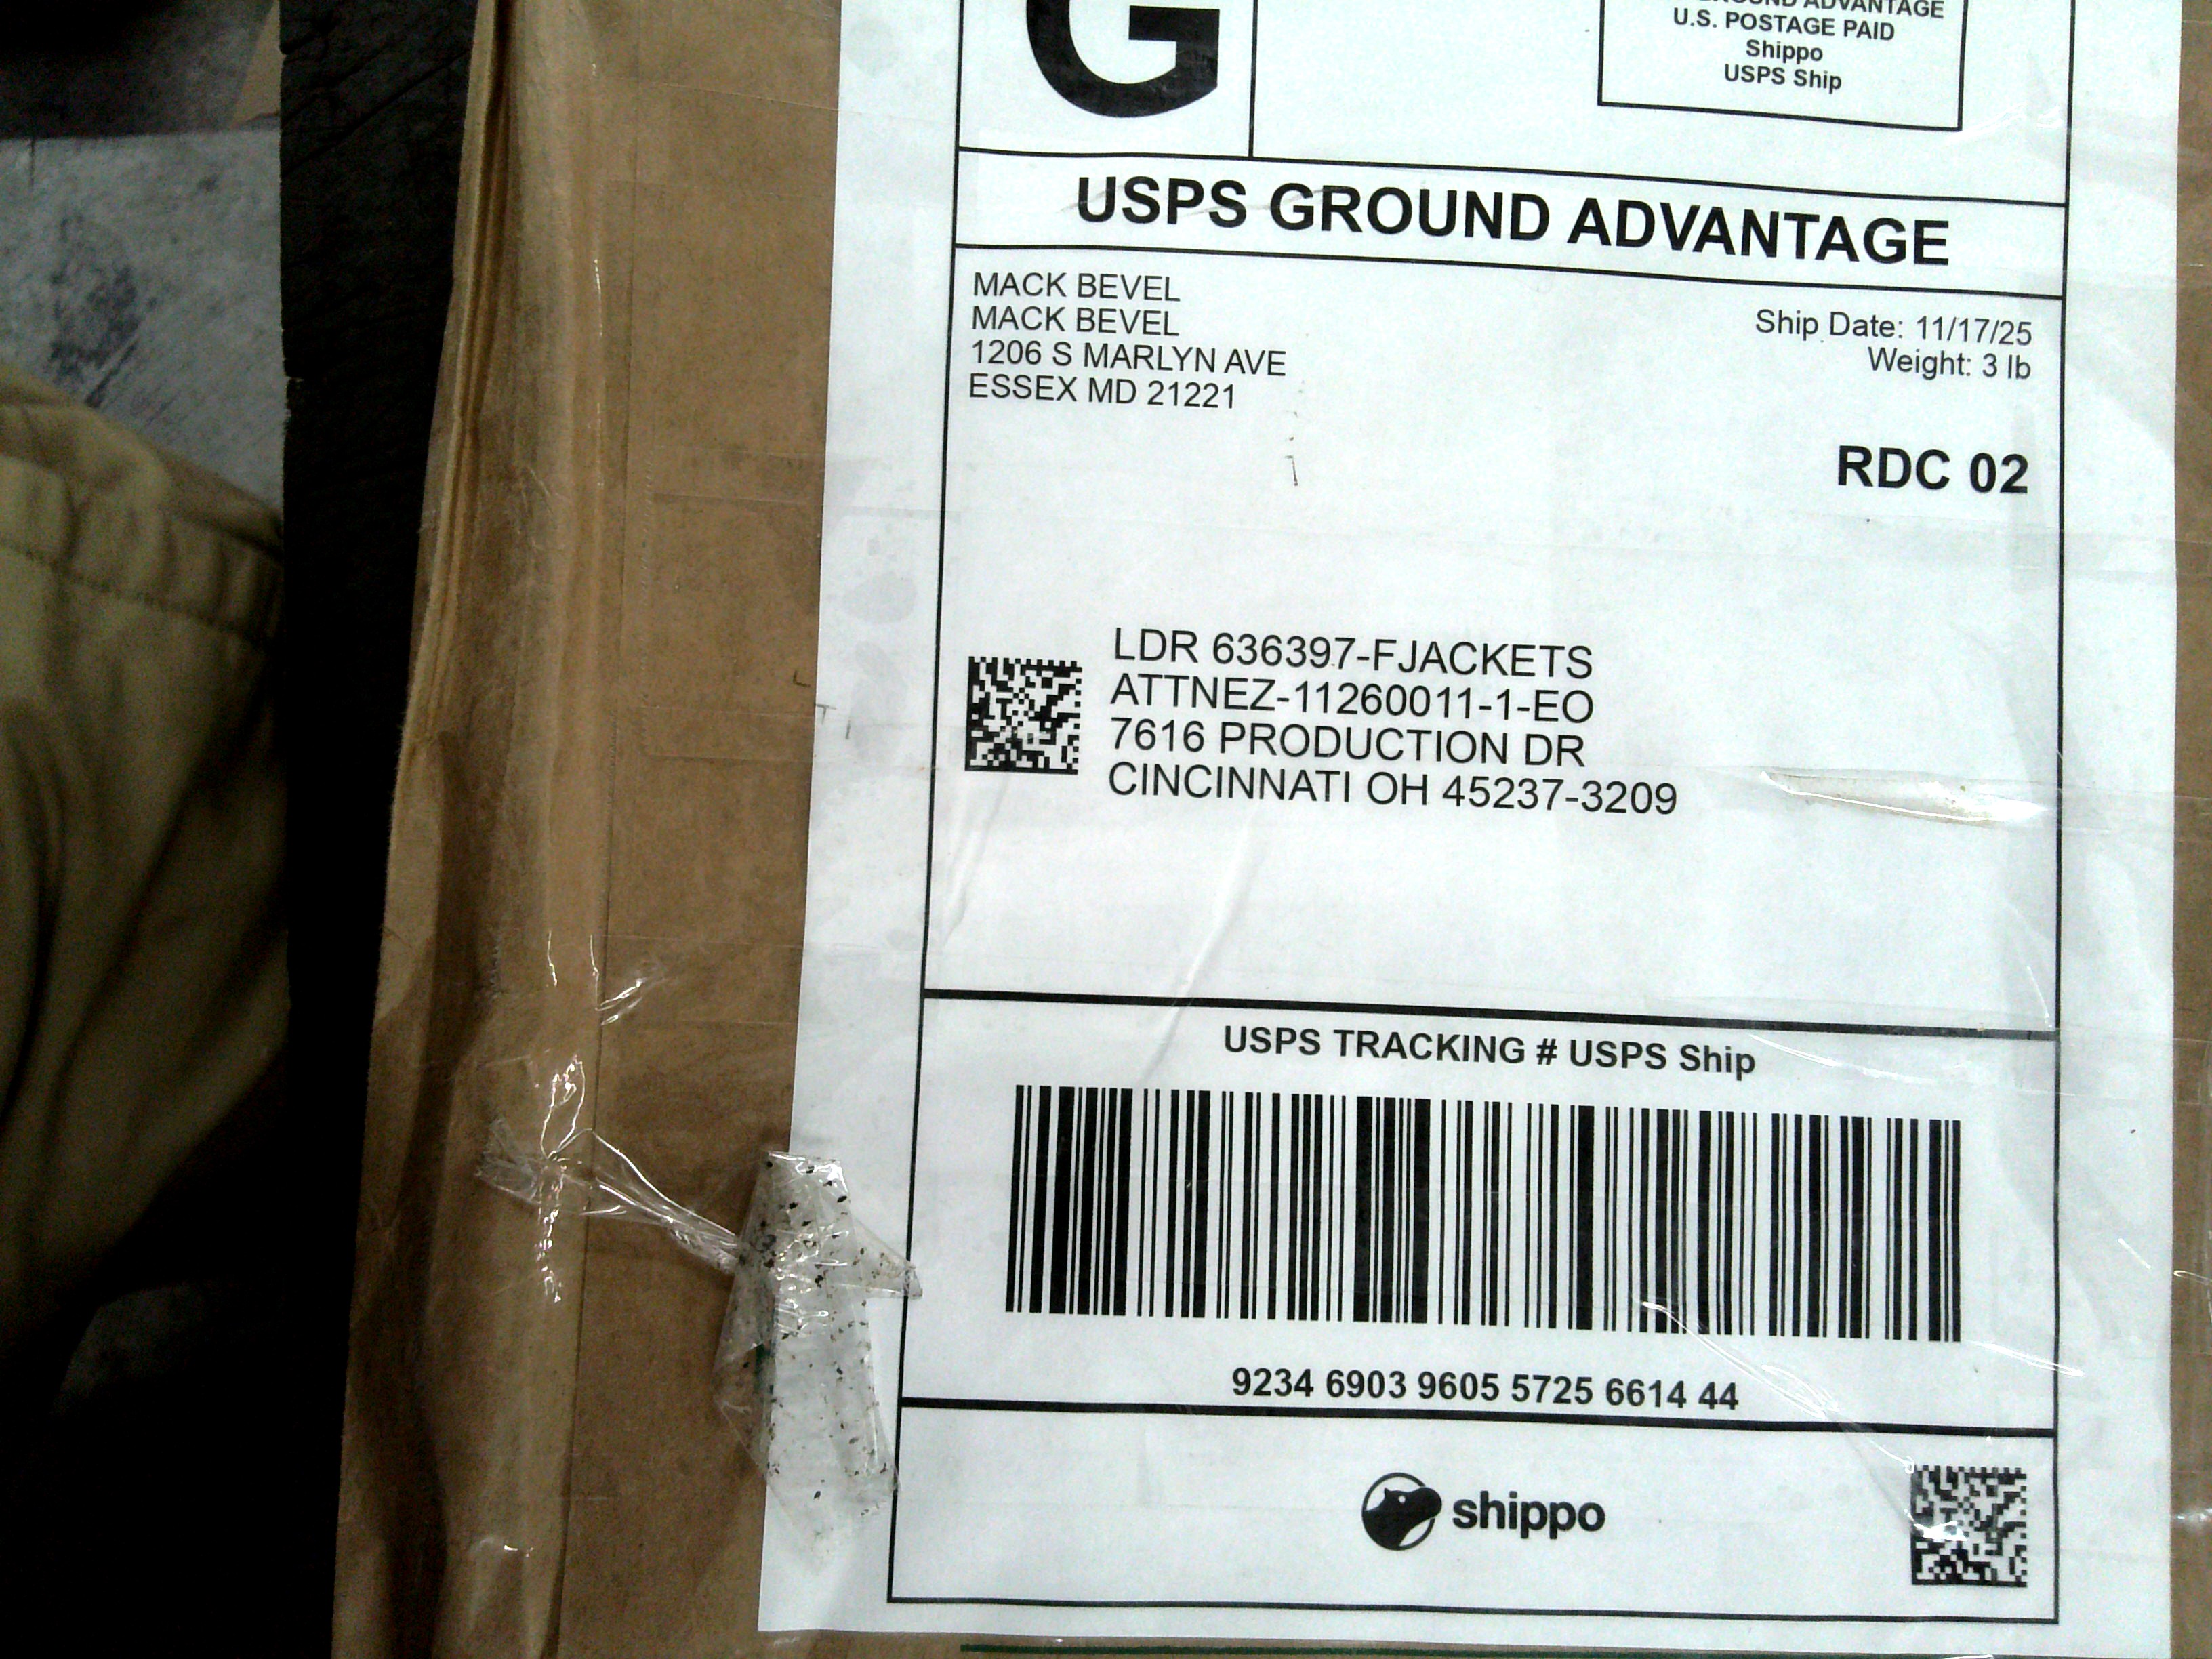 G
GROUND ADVANTAGE
U.S. POSTAGE PAID
Shippo
USPS Ship
USPS GROUND ADVANTAGE
MACK BEVEL
MACK BEVEL
1206 S MARLYN AVE
ESSEX MD 21221
Ship Date: 11/17/25
Weight: 3 lb
RDC 02
LDR 636397-FJACKETS
ATTNEZ-11260011-1-EO
7616 PRODUCTION DR
CINCINNATI OH 45237-3209
USPS TRACKING # USPS Ship
9234 6903 9605 5725 6614 44
shippo